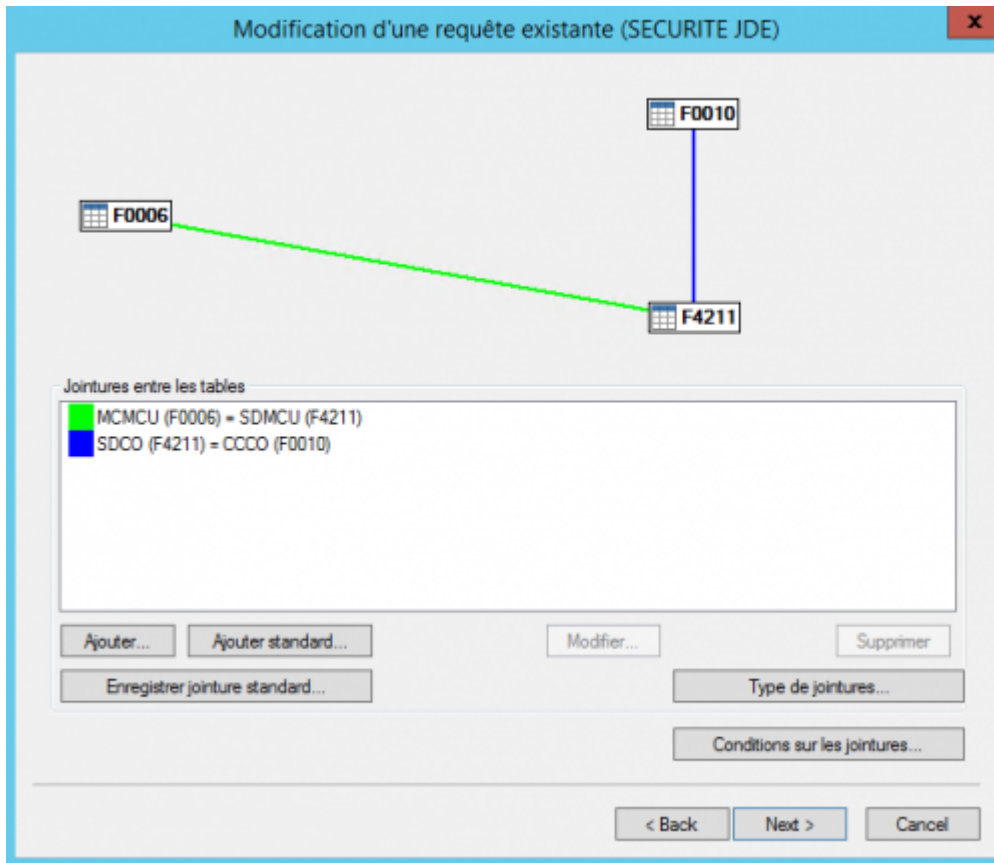 Modification d'une requête existante (SECURITE JDE)
x
F0010
F0006
F4211
Jointures entre les tables
MCMCU (F0006) = SDMCU (F4211)
SDCO (F4211) = CCCO (F0010)
Ajouter... Ajouter standard... Modifier... Supprimer
Enregistrer jointure standard... Type de jointures...
Conditions sur les jointures...
< Back Next > Cancel